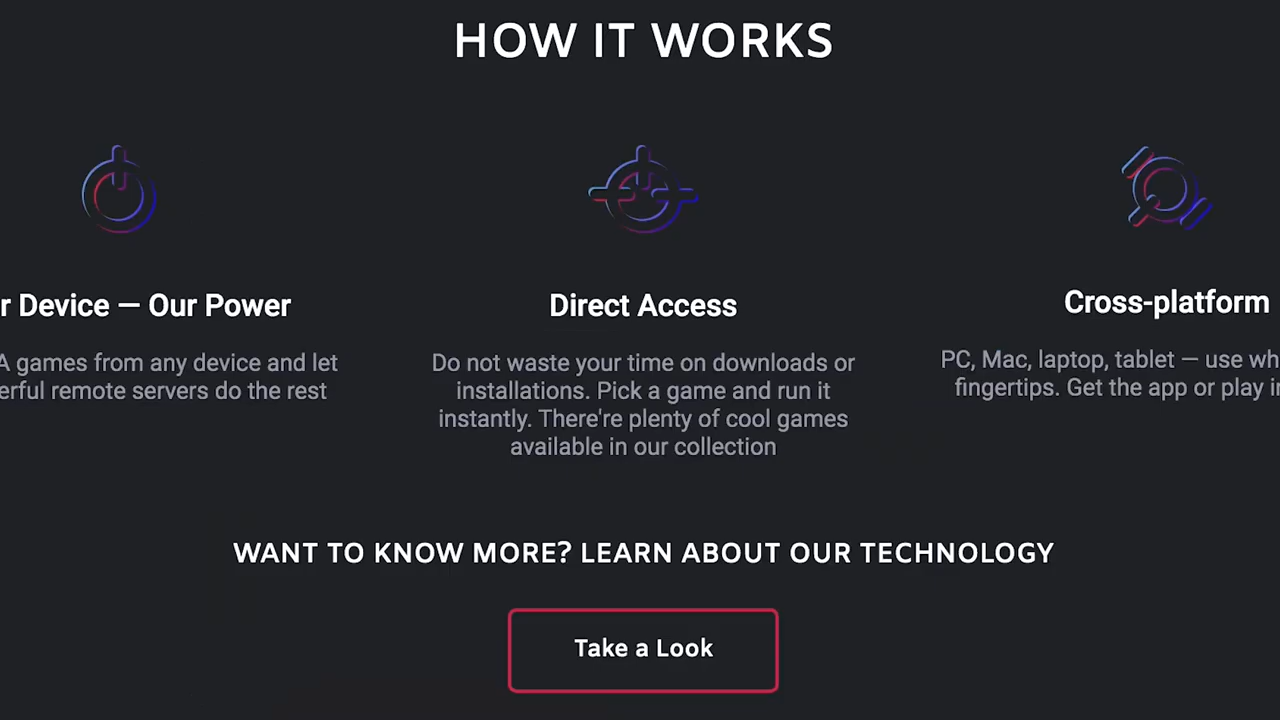 HOW IT WORKS
r Device — Our Power
A games from any device and let
erful remote servers do the rest
Direct Access
Do not waste your time on downloads or
installations. Pick a game and run it
instantly. There're plenty of cool games
available in our collection
Cross-platform
PC, Mac, laptop, tablet — use wh
fingertips. Get the app or play i
WANT TO KNOW MORE? LEARN ABOUT OUR TECHNOLOGY
Take a Look